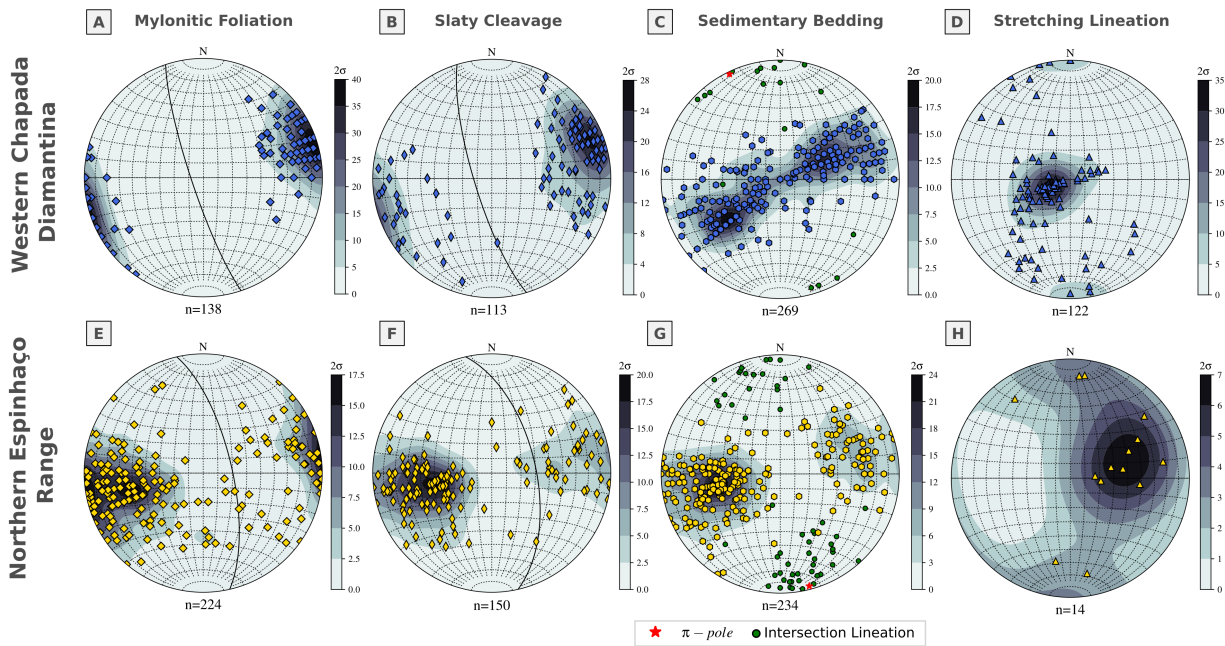 A Mylonitic Foliation
B Slaty Cleavage
C Sedimentary Bedding
D Stretching Lineation
Western Chapada
Diamantina
N
2σ
40
35
30
25
20
15
10
5
0
n=138
N
2σ
28
24
20
16
12
8
4
0
n=113
N
2σ
20.0
17.5
15.0
12.5
10.0
7.5
5.0
2.5
0.0
n=269
N
2σ
35
30
25
20
15
10
5
0
n=122
Northern Espinhaço
Range
E
N
2σ
17.5
15.0
12.5
10.0
7.5
5.0
2.5
0.0
n=224
F
N
2σ
20.0
17.5
15.0
12.5
10.0
7.5
5.0
2.5
0.0
n=150
G
N
2σ
24
21
18
15
12
9
6
3
0
n=234
H
N
2σ
7
6
5
4
3
2
1
0
n=14
π − pole
Intersection Lineation